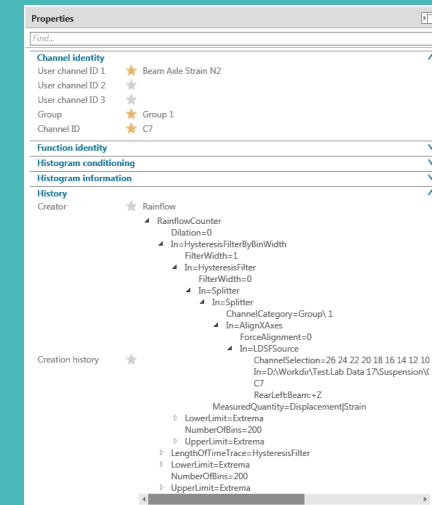 Properties
Find...
Channel identity
User channel ID 1 Beam Axle Strain N2
User channel ID 2
User channel ID 3
Group Group 1
Channel ID C7
Function identity
Histogram conditioning
Histogram information
History
Creator Rainflow
RainflowCounter
Dilation=0
In=HysteresisFilterByBinWidth
FilterWidth=1
In=HysteresisFilter
FilterWidth=0
In=Splitter
In=Splitter
ChannelCategory=Group\ 1
In=AlignXAxes
ForceAlignment=0
In=LDSFSource
Creation history ChannelSelection=26 24 22 20 18 16 14 12 10
In=D:\Workdir\Test.Lab Data 17\Suspension\(
C7
RearLeft:Beam:+Z
MeasuredQuantity=Displacement|Strain
LowerLimit=Extrema
NumberOfBins=200
UpperLimit=Extrema
LengthOfTimeTrace=HysteresisFilter
LowerLimit=Extrema
NumberOfBins=200
UpperLimit=Extrema